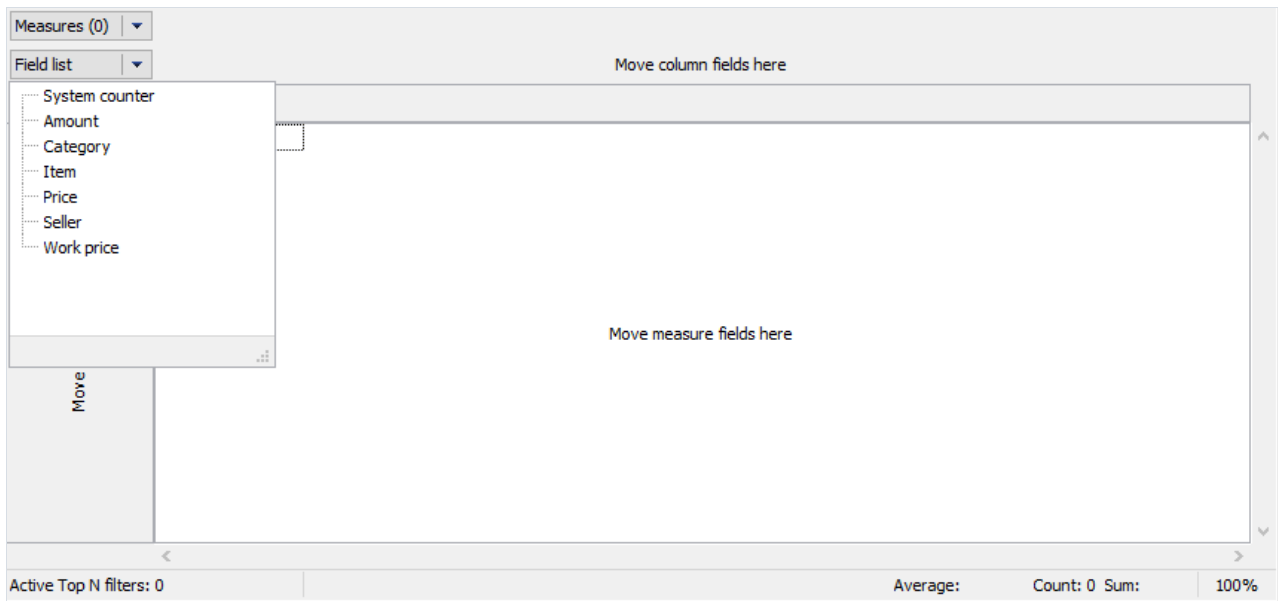 Measures (0)
Field list
Move column fields here
System counter
Amount
Category
Item
Price
Seller
Work price
Move measure fields here
Move
Active Top N filters: 0
Average:
Count: 0 Sum:
100%